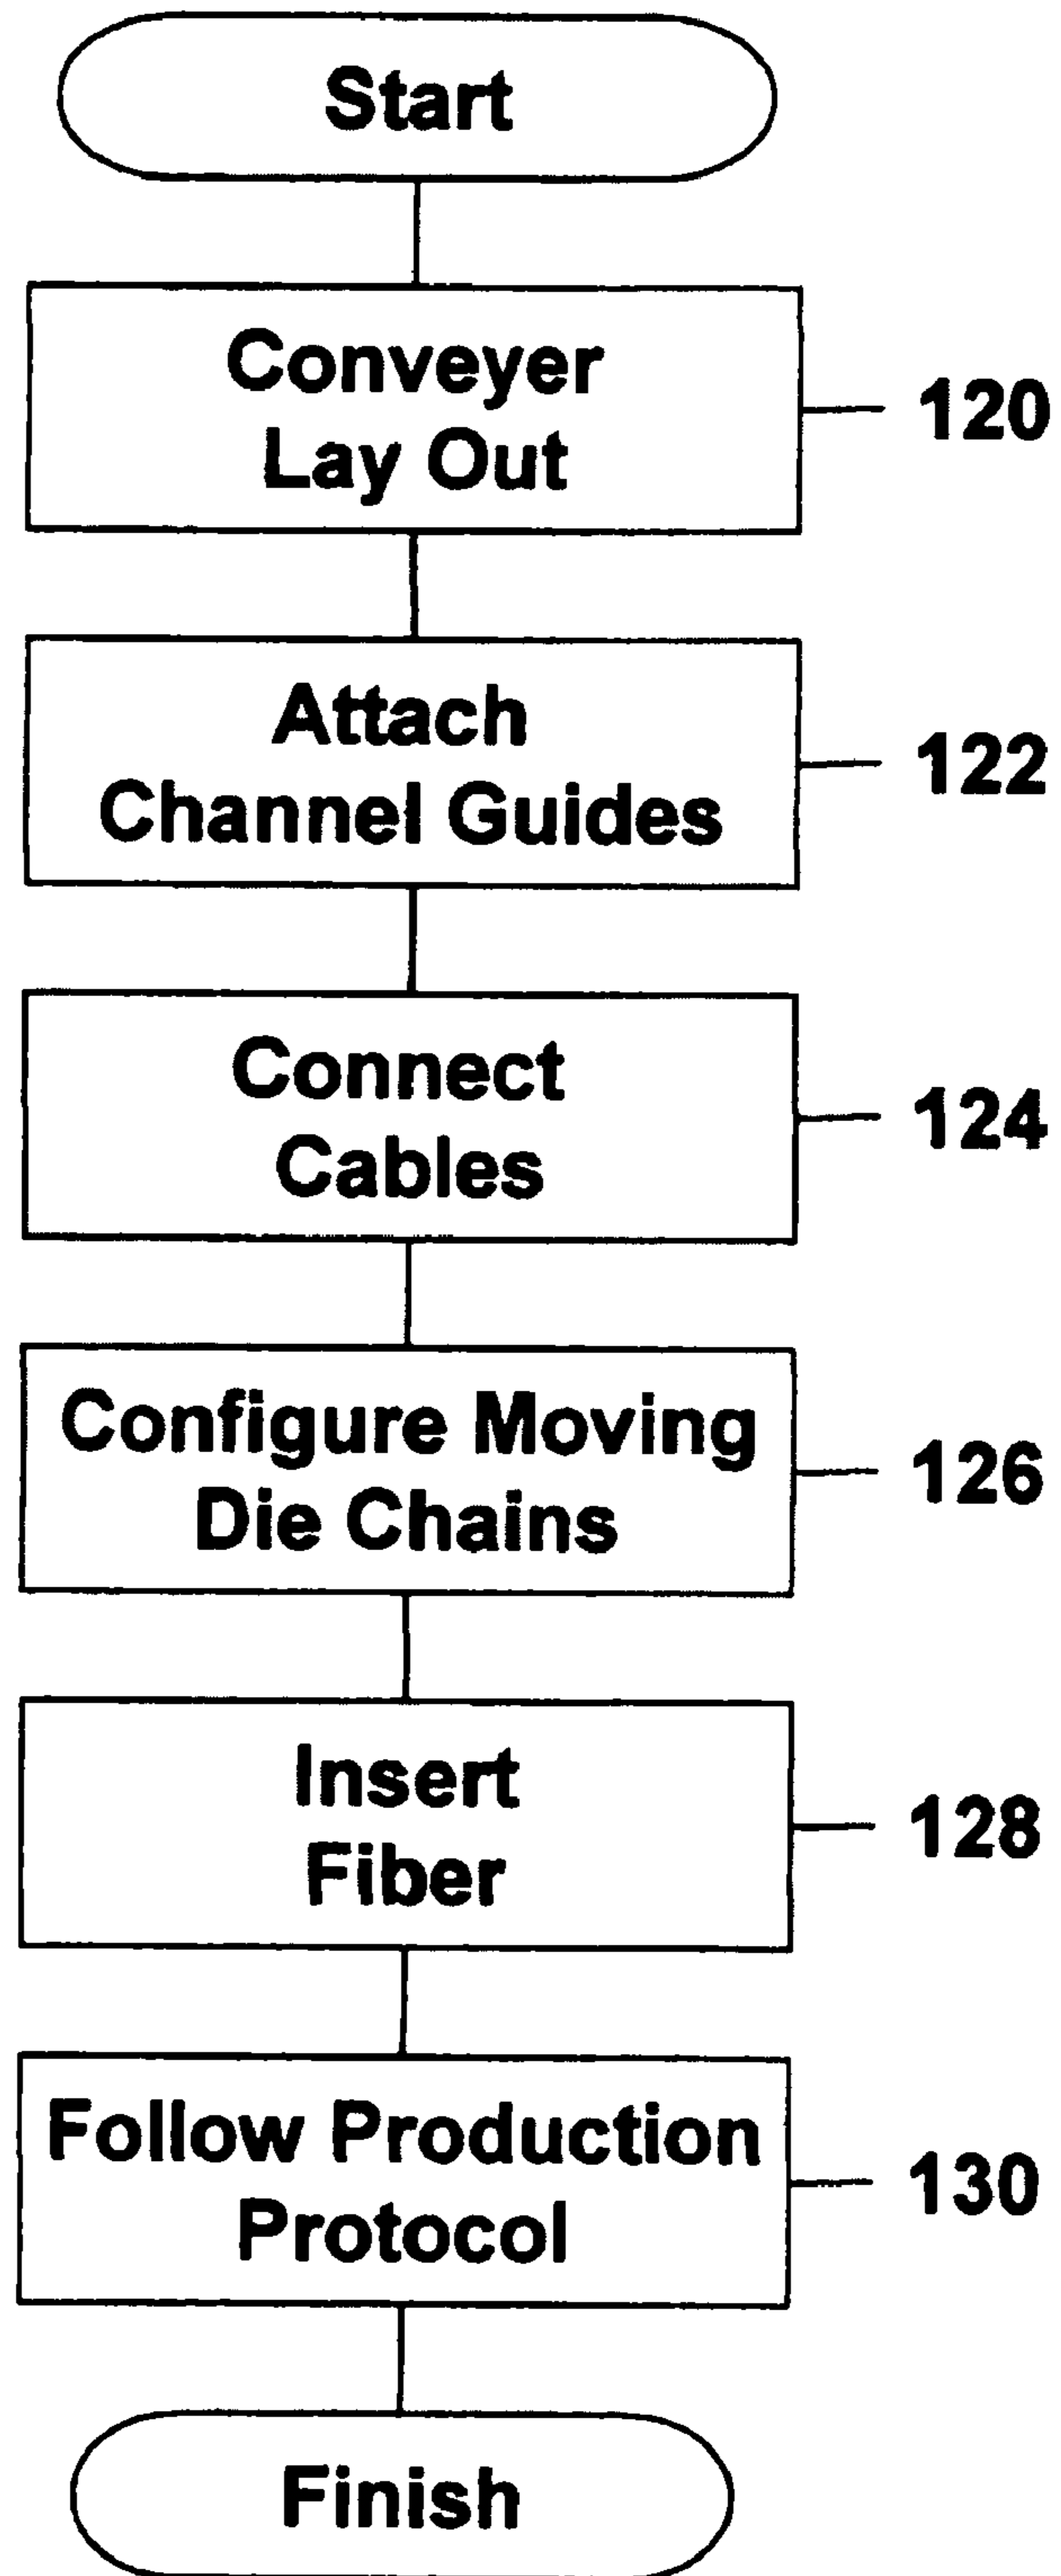 Start
Conveyer
Lay Out
120
Attach
Channel Guides
122
Connect
Cables
124
Configure Moving
Die Chains
126
Insert
Fiber
128
Follow Production
Protocol
130
Finish